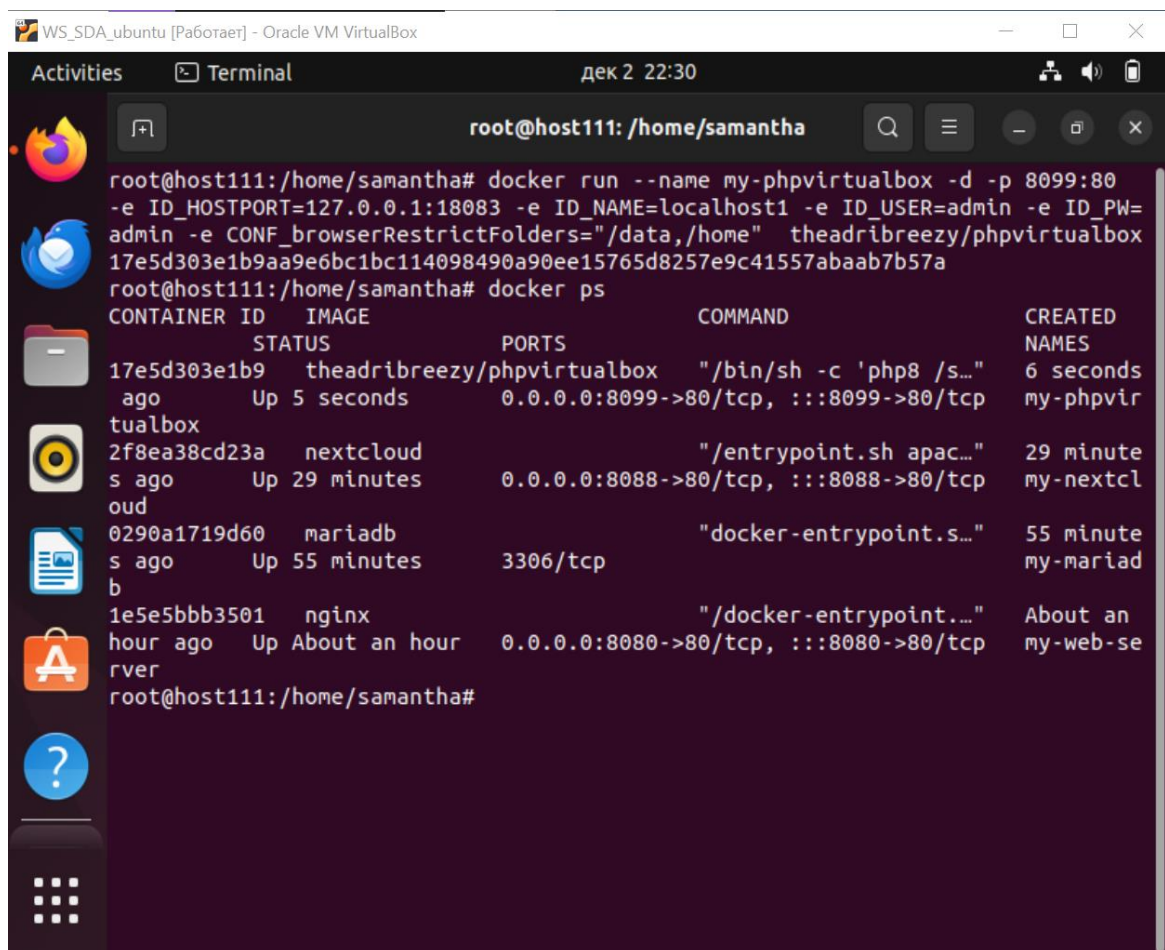 WS_SDA_ubuntu [Работает] - Oracle VM VirtualBox
Activities Terminal дек 2 22:30
root@host111: /home/samantha
root@host111:/home/samantha# docker run --name my-phpvirtualbox -d -p 8099:80
-e ID_HOSTPORT=127.0.0.1:18083 -e ID_NAME=localhost1 -e ID_USER=admin -e ID_PW=
admin -e CONF_browserRestrictFolders="/data,/home"  theadribreezy/phpvirtualbox
17e5d303e1b9aa9e6bc1bc114098490a90ee15765d8257e9c41557abaab7b57a
root@host111:/home/samantha# docker ps
CONTAINER ID   IMAGE                        COMMAND                  CREATED
           STATUS             PORTS                                  NAMES
17e5d303e1b9   theadribreezy/phpvirtualbox   "/bin/sh -c 'php8 /s…"   6 seconds
 ago       Up 5 seconds       0.0.0.0:8099->80/tcp, :::8099->80/tcp   my-phpvir
tualbox
2f8ea38cd23a   nextcloud                     "/entrypoint.sh apac…"   29 minute
s ago      Up 29 minutes      0.0.0.0:8088->80/tcp, :::8088->80/tcp   my-nextcl
oud
0290a1719d60   mariadb                       "docker-entrypoint.s…"   55 minute
s ago      Up 55 minutes      3306/tcp                                my-mariad
b
1e5e5bbb3501   nginx                         "/docker-entrypoint.…"   About an
hour ago   Up About an hour   0.0.0.0:8080->80/tcp, :::8080->80/tcp   my-web-se
rver
root@host111:/home/samantha#